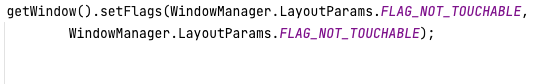 getWindow().setFlags(WindowManager.LayoutParams.FLAG_NOT_TOUCHABLE,
WindowManager.LayoutParams.FLAG_NOT_TOUCHABLE);